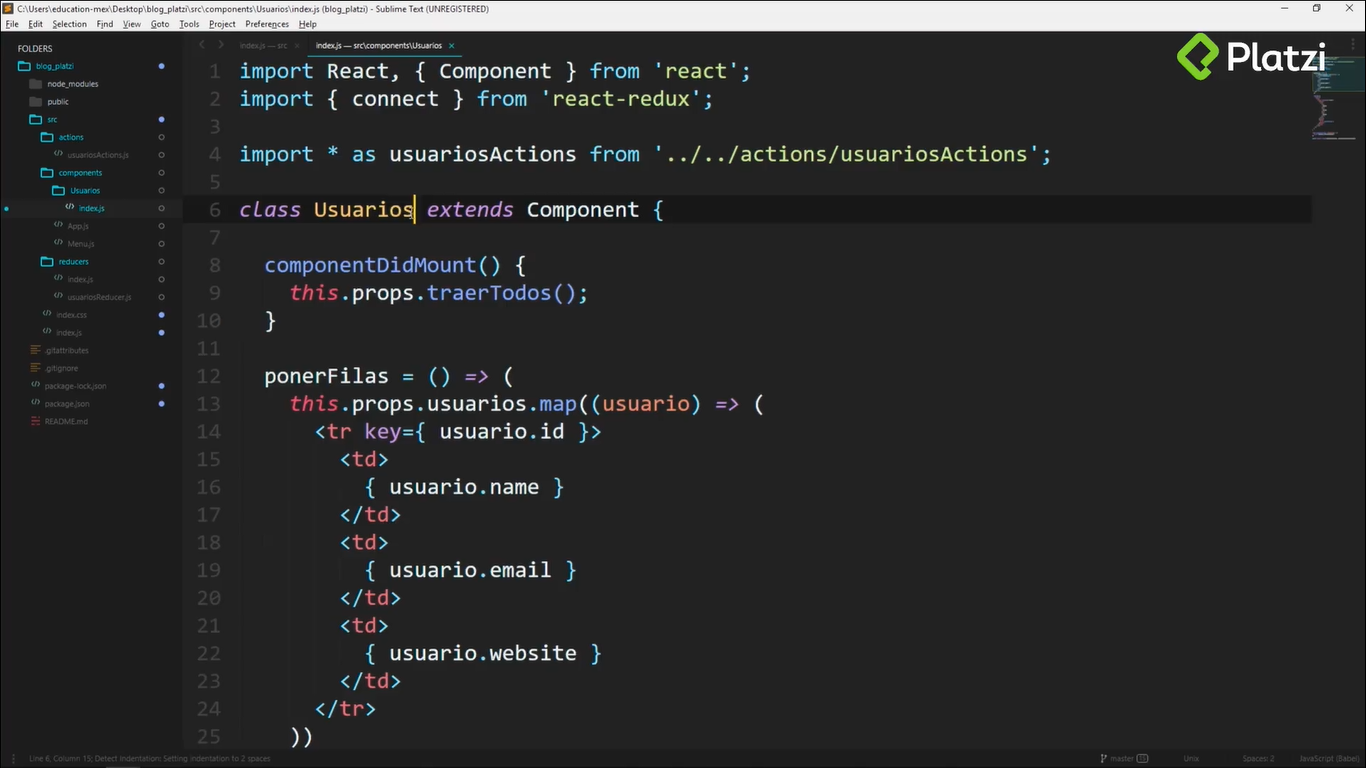 C:\Users\education-mex\Desktop\blog_platzi\src\components\Usuarios\index.js (blog_platzi) - Sublime Text (UNREGISTERED)
File Edit Selection Find View Goto Tools Project Preferences Help
FOLDERS
blog_platzi
node_modules
public
src
actions
usuariosActions.js
components
Usuarios
index.js
App.js
Menu.js
reducers
index.js
usuariosReducer.js
index.css
index.js
.gitattributes
.gitignore
package-lock.json
package.json
README.md
index.js — src
index.js — src\components\Usuarios
Platzi
1 import React, { Component } from 'react';
2 import { connect } from 'react-redux';
3
4 import * as usuariosActions from '../../actions/usuariosActions';
5
6 class Usuarios extends Component {
7
8 componentDidMount() {
9 this.props.traerTodos();
10 }
11
12 ponerFilas = () => (
13 this.props.usuarios.map((usuario) => (
14 <tr key={ usuario.id }>
15 <td>
16 { usuario.name }
17 </td>
18 <td>
19 { usuario.email }
20 </td>
21 <td>
22 { usuario.website }
23 </td>
24 </tr>
25 ))
Line 6, Column 15; Detect Indentation: Setting indentation to 2 spaces
master
Unix
Spaces: 2
JavaScript (Babel)